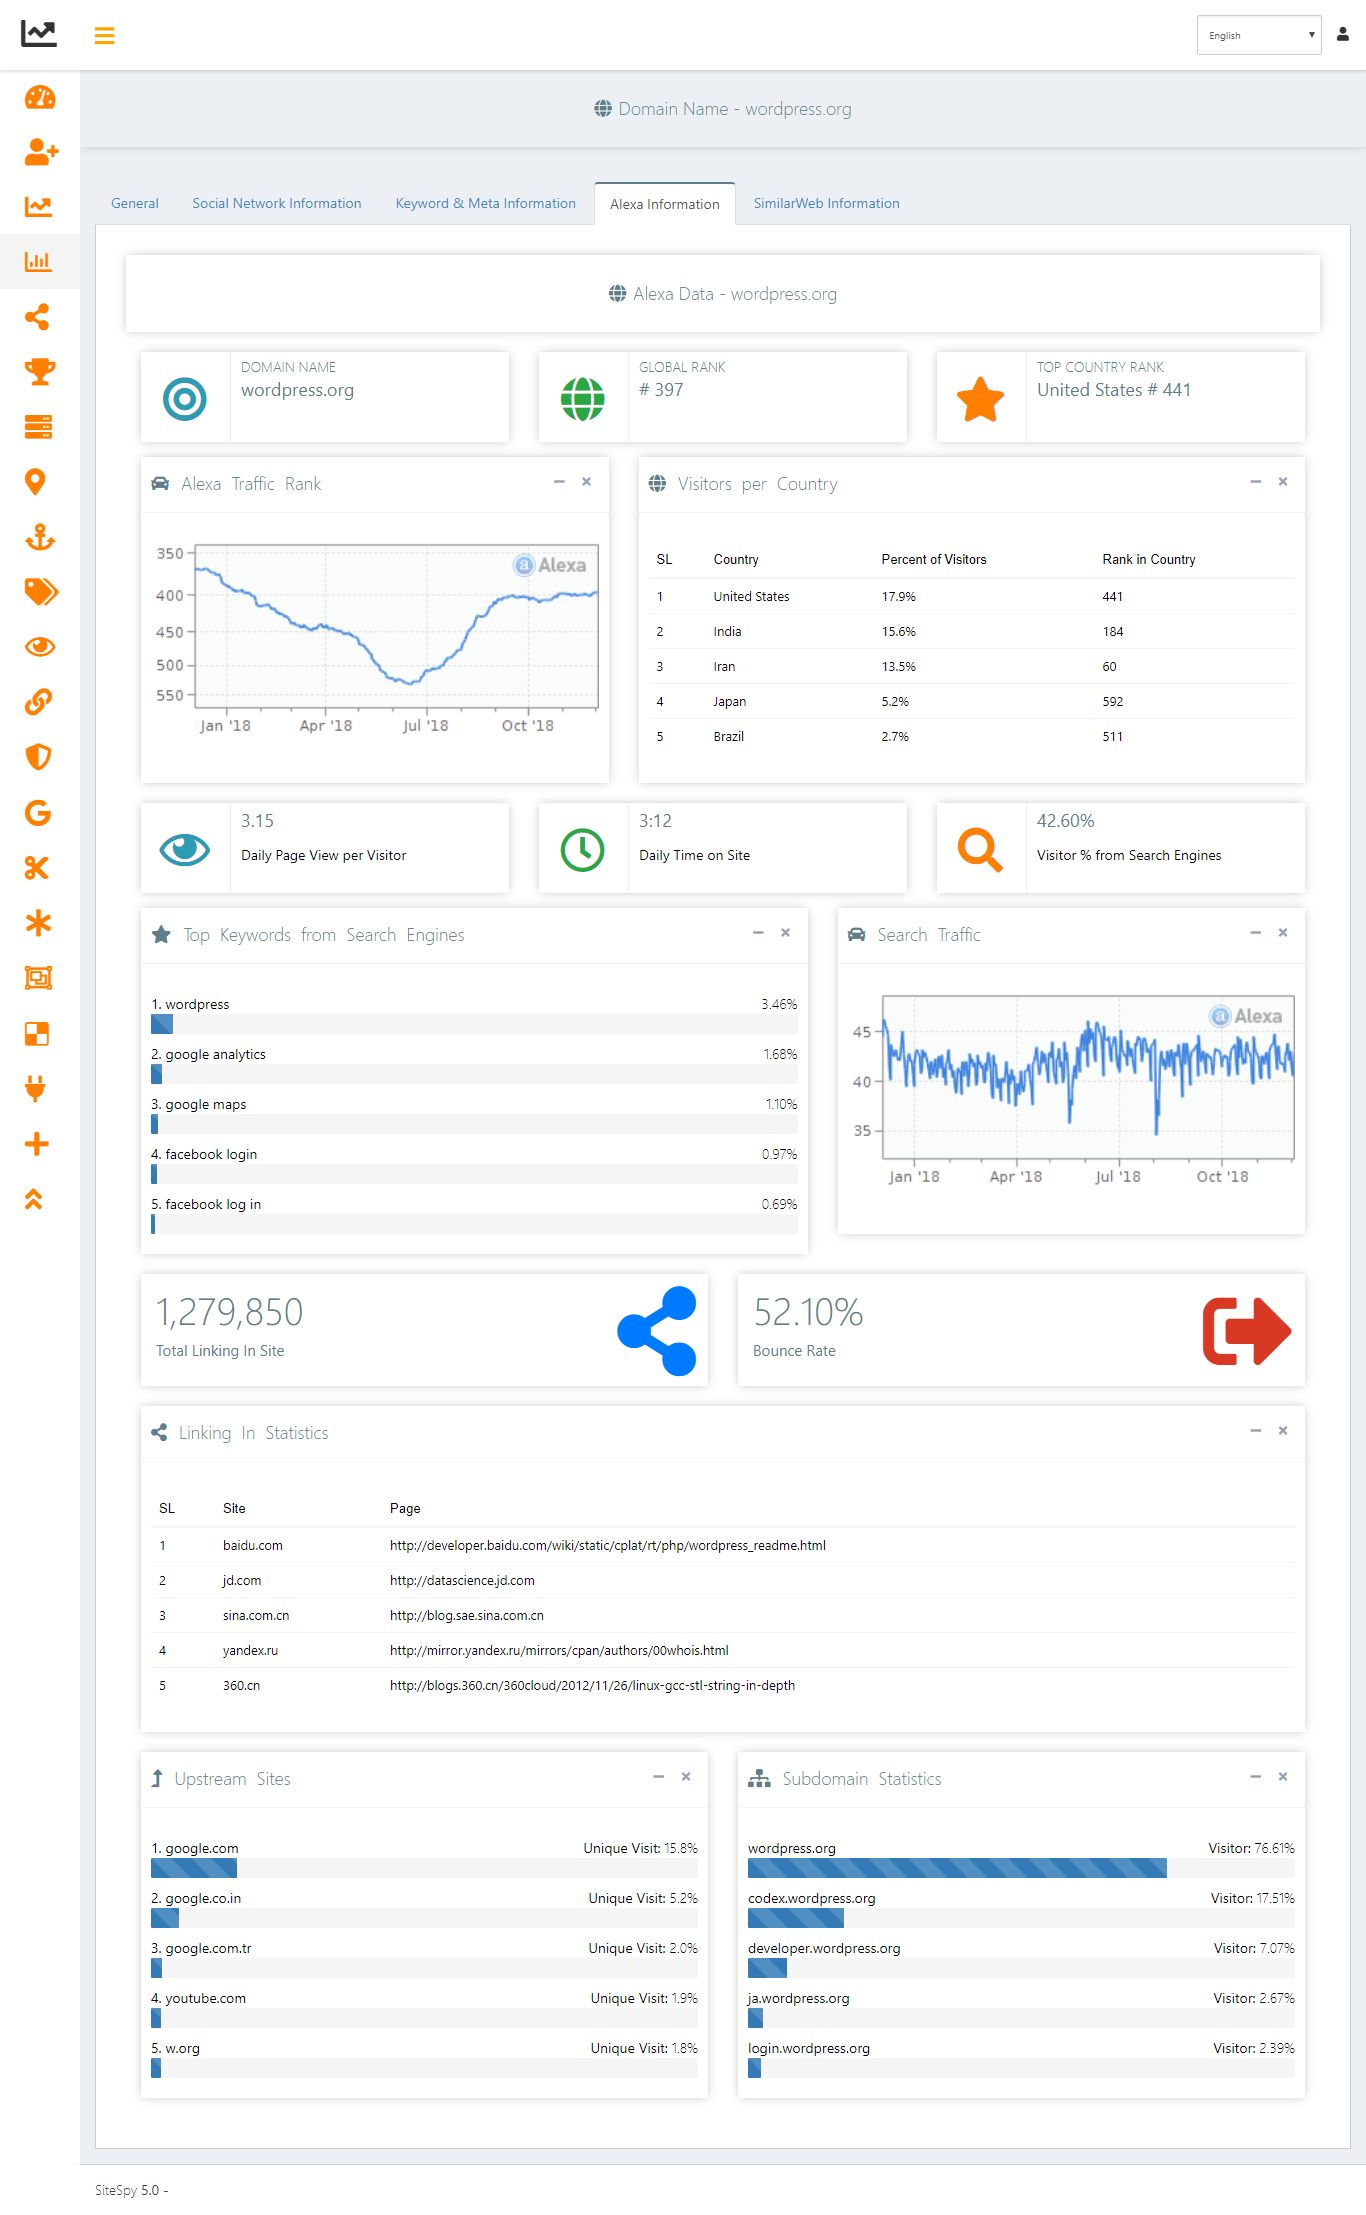 English
Domain Name - wordpress.org
General Social Network Information Keyword & Meta Information Alexa Information SimilarWeb Information
Alexa Data - wordpress.org
DOMAIN NAME
wordpress.org
GLOBAL RANK
# 397
TOP COUNTRY RANK
United States # 441
Alexa Traffic Rank
Alexa
350
400
450
500
550
Jan '18 Apr '18 Jul '18 Oct '18
Visitors per Country
SL Country Percent of Visitors Rank in Country
1 United States 17.9% 441
2 India 15.6% 184
3 Iran 13.5% 60
4 Japan 5.2% 592
5 Brazil 2.7% 511
3.15
Daily Page View per Visitor
3:12
Daily Time on Site
42.60%
Visitor % from Search Engines
Top Keywords from Search Engines
1. wordpress 3.46%
2. google analytics 1.68%
3. google maps 1.10%
4. facebook login 0.97%
5. facebook log in 0.69%
Search Traffic
Alexa
45
40
35
Jan '18 Apr '18 Jul '18 Oct '18
1,279,850
Total Linking In Site
52.10%
Bounce Rate
Linking In Statistics
SL Site Page
1 baidu.com http://developer.baidu.com/wiki/static/cplat/rt/php/wordpress_readme.html
2 jd.com http://datascience.jd.com
3 sina.com.cn http://blog.sae.sina.com.cn
4 yandex.ru http://mirror.yandex.ru/mirrors/cpan/authors/00whois.html
5 360.cn http://blogs.360.cn/360cloud/2012/11/26/linux-gcc-stl-string-in-depth
Upstream Sites
1. google.com Unique Visit: 15.8%
2. google.co.in Unique Visit: 5.2%
3. google.com.tr Unique Visit: 2.0%
4. youtube.com Unique Visit: 1.9%
5. w.org Unique Visit: 1.8%
Subdomain Statistics
wordpress.org Visitor: 76.61%
codex.wordpress.org Visitor: 17.51%
developer.wordpress.org Visitor: 7.07%
ja.wordpress.org Visitor: 2.67%
login.wordpress.org Visitor: 2.39%
SiteSpy 5.0 -